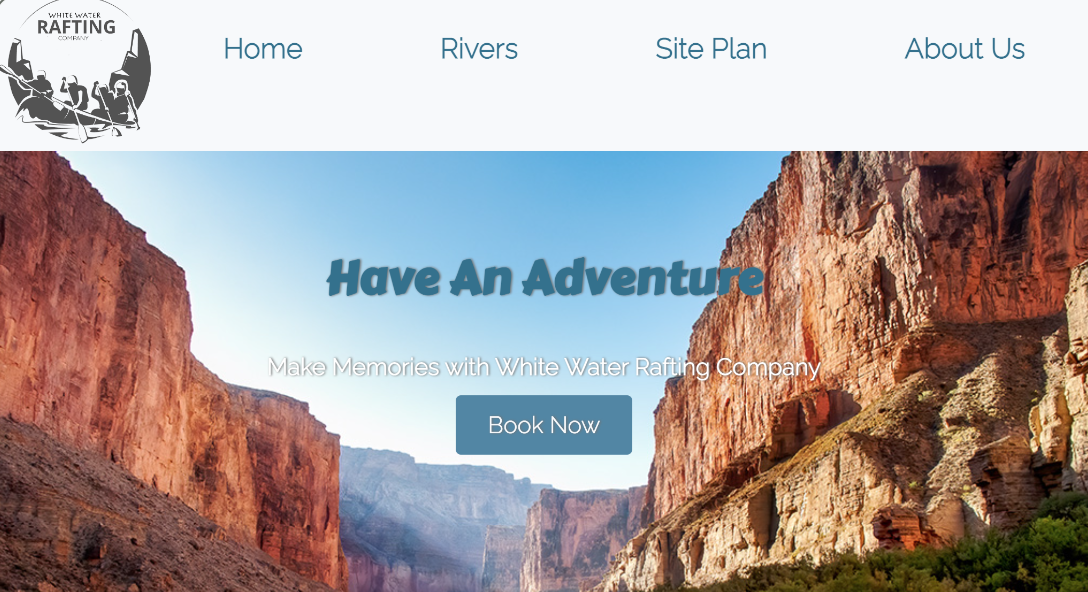 WHITE WATER
RAFTING
COMPANY
Home Rivers Site Plan About Us
Have An Adventure
Make Memories with White Water Rafting Company
Book Now